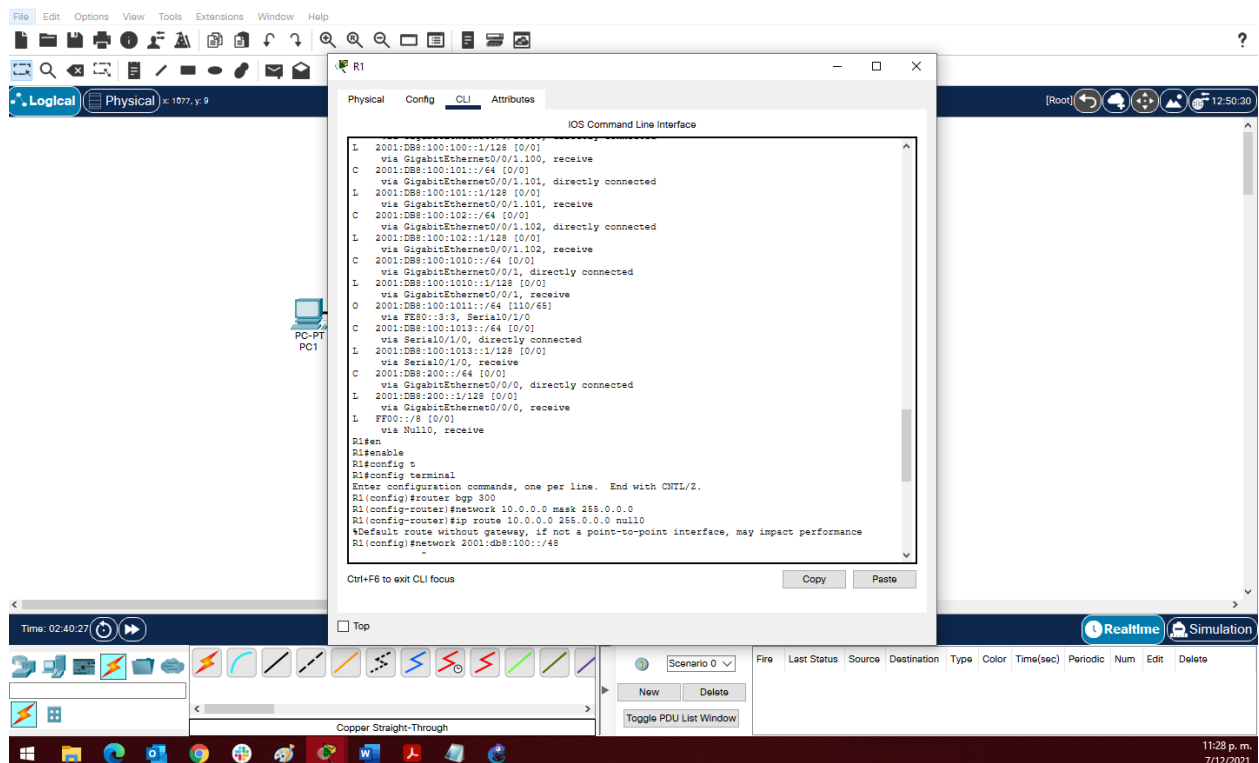 File Edit Options View Tools Extensions Window Help
?
R1
Logical Physical x: 1077, y: 9
[Root] 12:50:30
Physical Config CLI Attributes
IOS Command Line Interface
L 2001:DB8:100:100::1/128 [0/0]
via GigabitEthernet0/0/1.100, receive
C 2001:DB8:100:101::/64 [0/0]
via GigabitEthernet0/0/1.101, directly connected
L 2001:DB8:100:101::1/128 [0/0]
via GigabitEthernet0/0/1.101, receive
C 2001:DB8:100:102::/64 [0/0]
via GigabitEthernet0/0/1.102, directly connected
L 2001:DB8:100:102::1/128 [0/0]
via GigabitEthernet0/0/1.102, receive
C 2001:DB8:100:1010::/64 [0/0]
via GigabitEthernet0/0/1, directly connected
L 2001:DB8:100:1010::1/128 [0/0]
via GigabitEthernet0/0/1, receive
O 2001:DB8:100:1011::/64 [110/65]
via FE80::3:3, Serial0/1/0
C 2001:DB8:100:1013::/64 [0/0]
via Serial0/1/0, directly connected
L 2001:DB8:100:1013::1/128 [0/0]
via Serial0/1/0, receive
C 2001:DB8:200::/64 [0/0]
via GigabitEthernet0/0/0, directly connected
L 2001:DB8:200::1/128 [0/0]
via GigabitEthernet0/0/0, receive
L FF00::/8 [0/0]
via Null0, receive
R1#en
R1#enable
R1#config t
R1#config terminal
Enter configuration commands, one per line. End with CNTL/Z.
R1(config)#router bgp 300
R1(config-router)#network 10.0.0.0 mask 255.0.0.0
R1(config-router)#ip route 10.0.0.0 255.0.0.0 null0
%Default route without gateway, if not a point-to-point interface, may impact performance
R1(config)#network 2001:db8:100::/48
^
Ctrl+F6 to exit CLI focus
Copy Paste
Top
PC-PT
PC1
Time: 02:40:27
Realtime Simulation
Scenario 0
New Delete
Toggle PDU List Window
Fire Last Status Source Destination Type Color Time(sec) Periodic Num Edit Delete
Copper Straight-Through
11:28 p. m.
7/12/2021